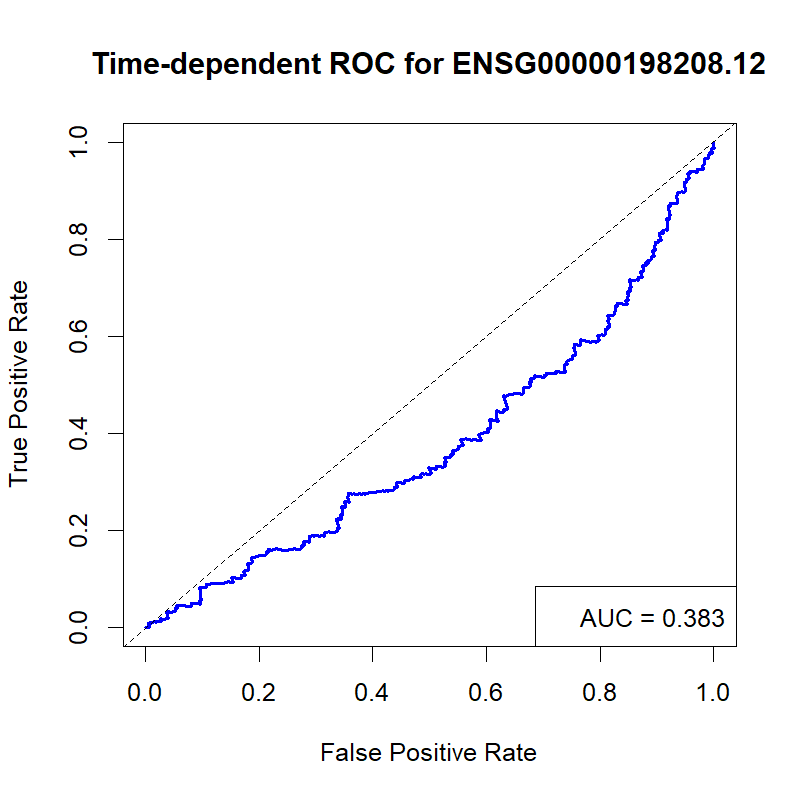 Time-dependent ROC for ENSG00000198208.12
True Positive Rate
1.0
0.8
0.6
0.4
0.2
0.0
AUC = 0.383
0.0 0.2 0.4 0.6 0.8 1.0
False Positive Rate